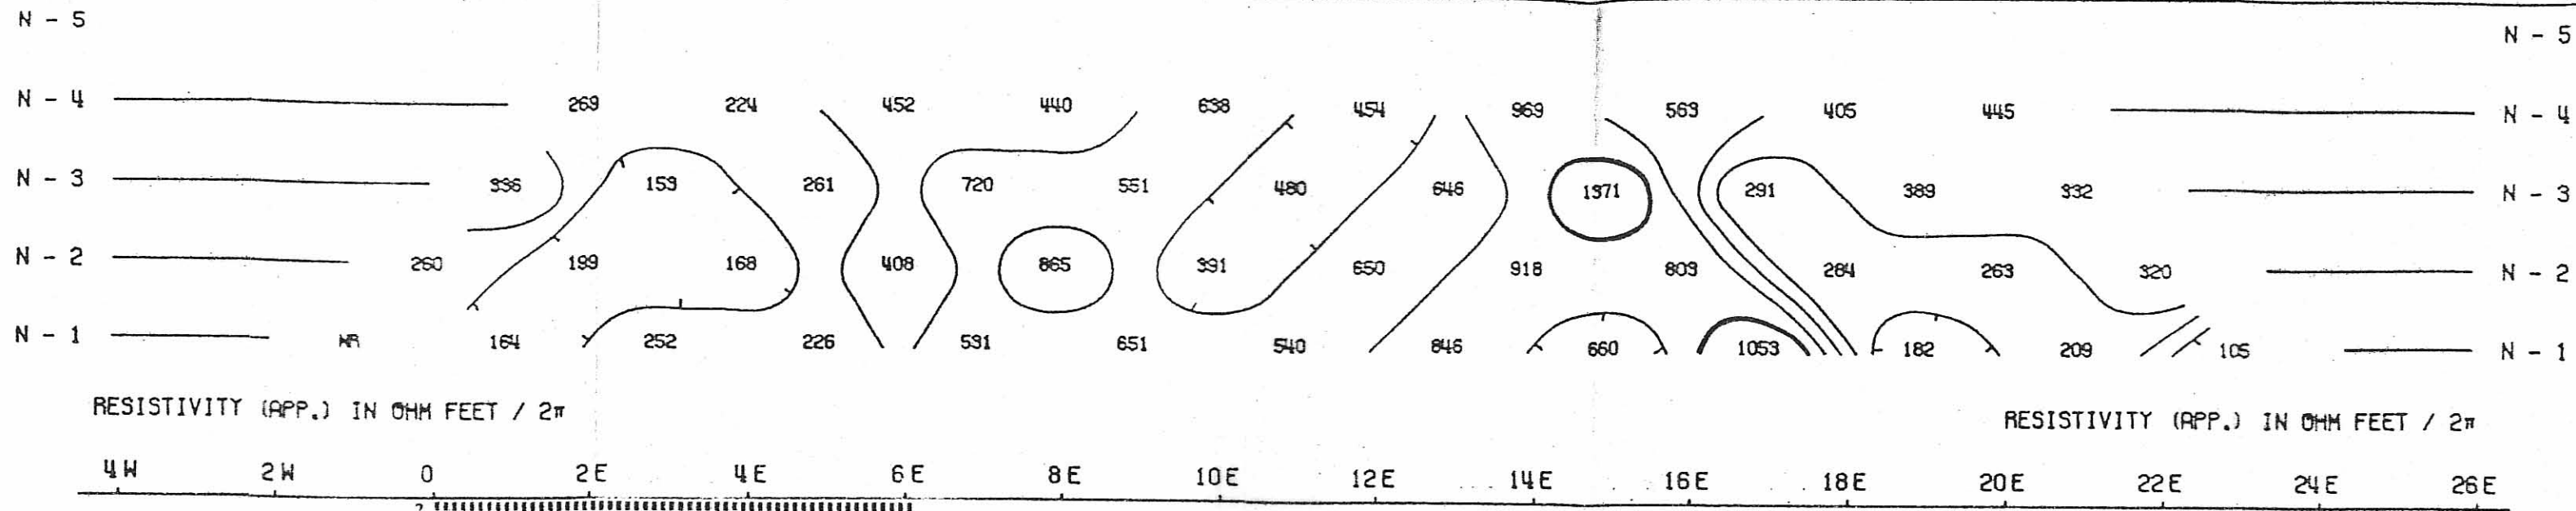 N - 5 N - 5
N - 4 269 224 452 440 638 454 969 563 405 445 N - 4
N - 3 336 153 261 720 551 480 646 1371 291 389 332 N - 3
N - 2 260 199 168 408 865 391 650 918 809 284 263 320 N - 2
N - 1 NR 164 252 226 531 651 540 846 660 1053 182 209 105 N - 1
RESISTIVITY (APP.) IN OHM FEET / 2π RESISTIVITY (APP.) IN OHM FEET / 2π
4W 2W 0 2E 4E 6E 8E 10E 12E 14E 16E 18E 20E 22E 24E 26E